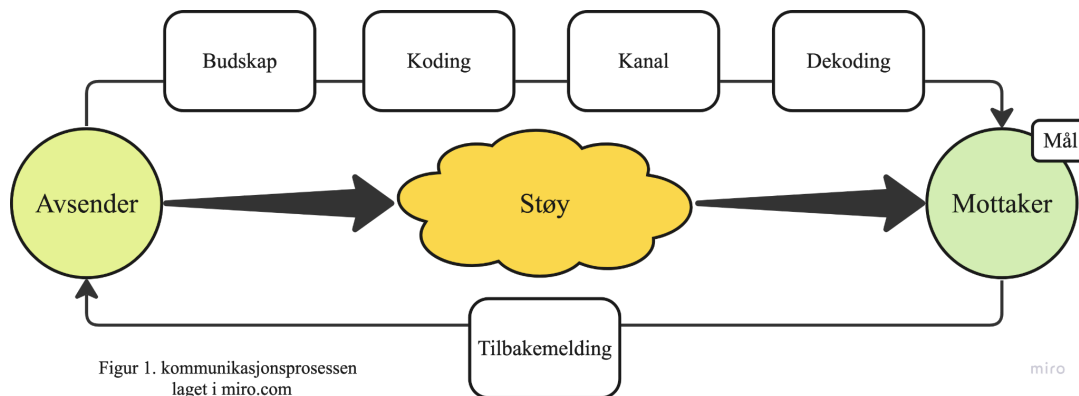 Budskap
Koding
Kanal
Dekoding
Mål
Avsender
Støy
Mottaker
Tilbakemelding
Figur 1. kommunikasjonsprosessen
laget i miro.com
miro